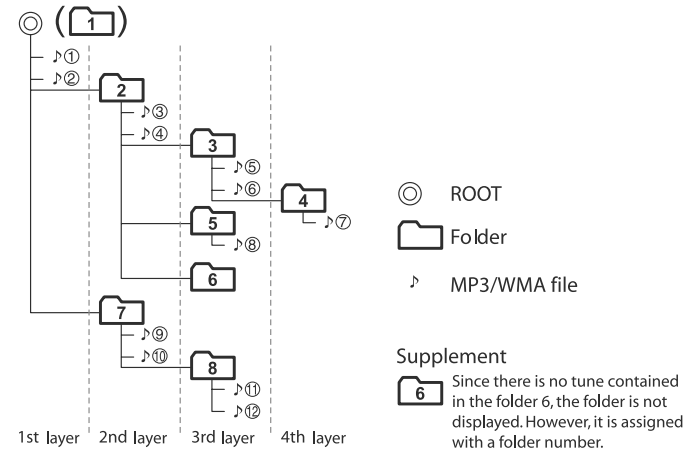 ( 1 )
♪①
♪②
2
♪③
♪④
3
♪⑤
♪⑥
4
♪⑦
5
♪⑧
6
7
♪⑨
♪⑩
8
♪⑪
♪⑫
1st layer 2nd layer 3rd layer 4th layer
ROOT
Folder
♪ MP3/WMA file
Supplement
6 Since there is no tune contained
in the folder 6, the folder is not
displayed. However, it is assigned
with a folder number.